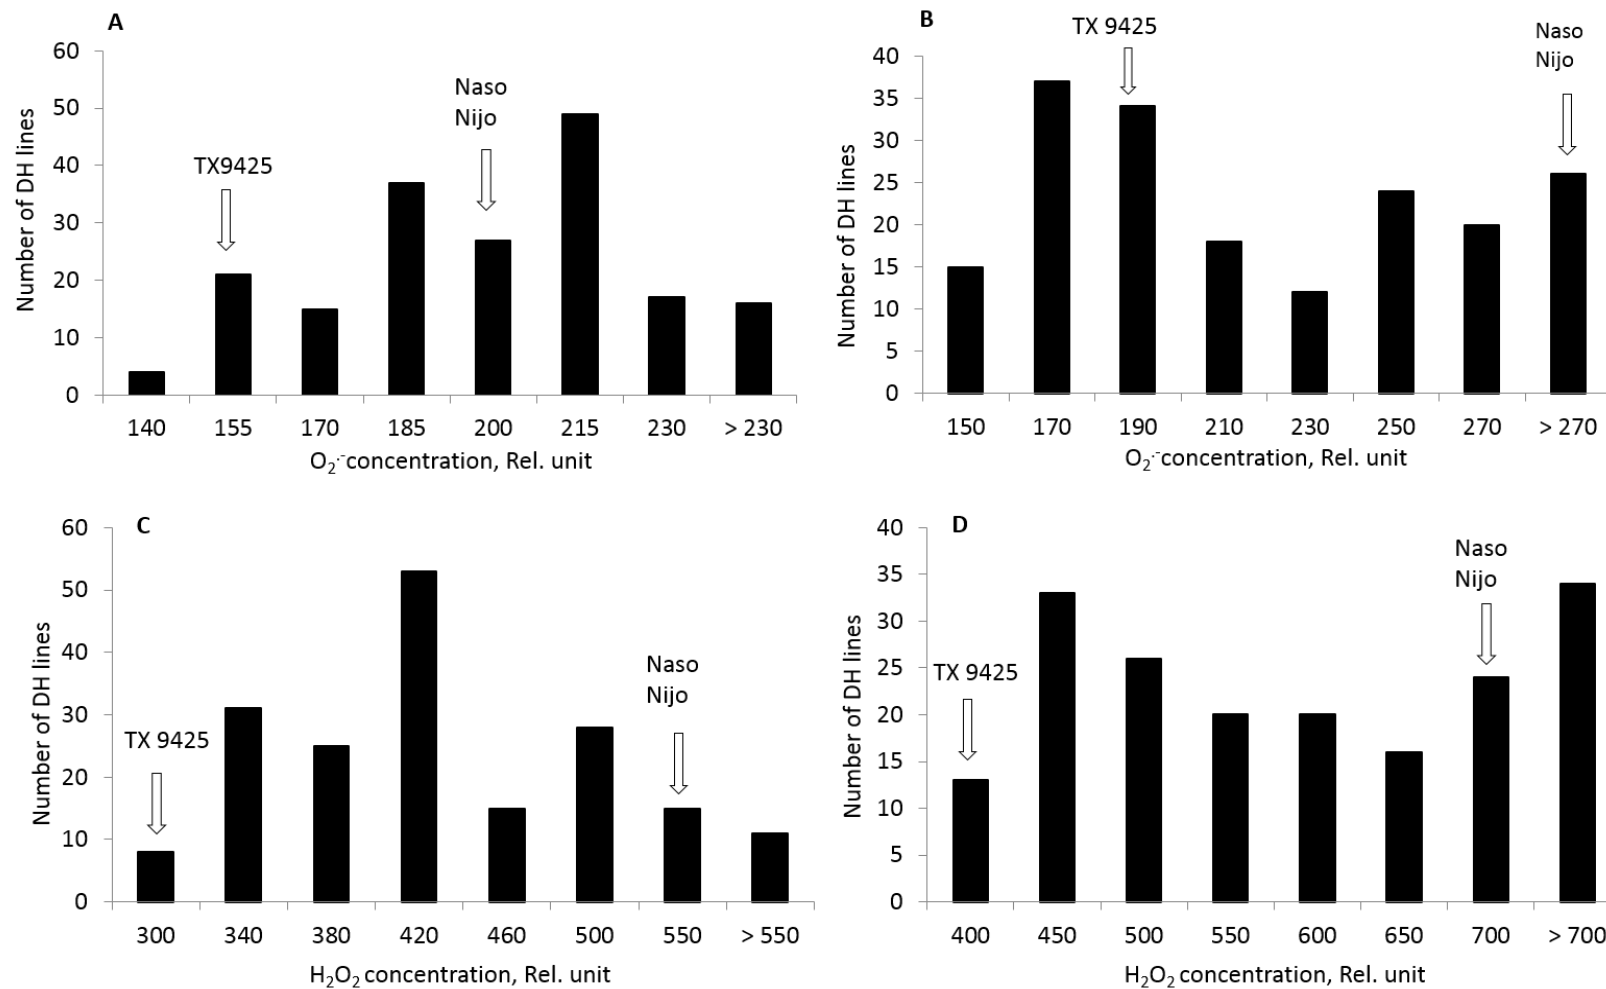 A
60
50
40
30
20
10
0
Number of DH lines
TX9425
Naso
Nijo
140 155 170 185 200 215 230 > 230
O₂·⁻concentration, Rel. unit
B
40
35
30
25
20
15
10
5
0
Number of DH lines
TX 9425
Naso
Nijo
150 170 190 210 230 250 270 > 270
O₂·⁻concentration, Rel. unit
C
60
50
40
30
20
10
0
Number of DH lines
TX 9425
Naso
Nijo
300 340 380 420 460 500 550 > 550
H₂O₂ concentration, Rel. unit
D
40
35
30
25
20
15
10
5
0
Number of DH lines
TX 9425
Naso
Nijo
400 450 500 550 600 650 700 > 700
H₂O₂ concentration, Rel. unit